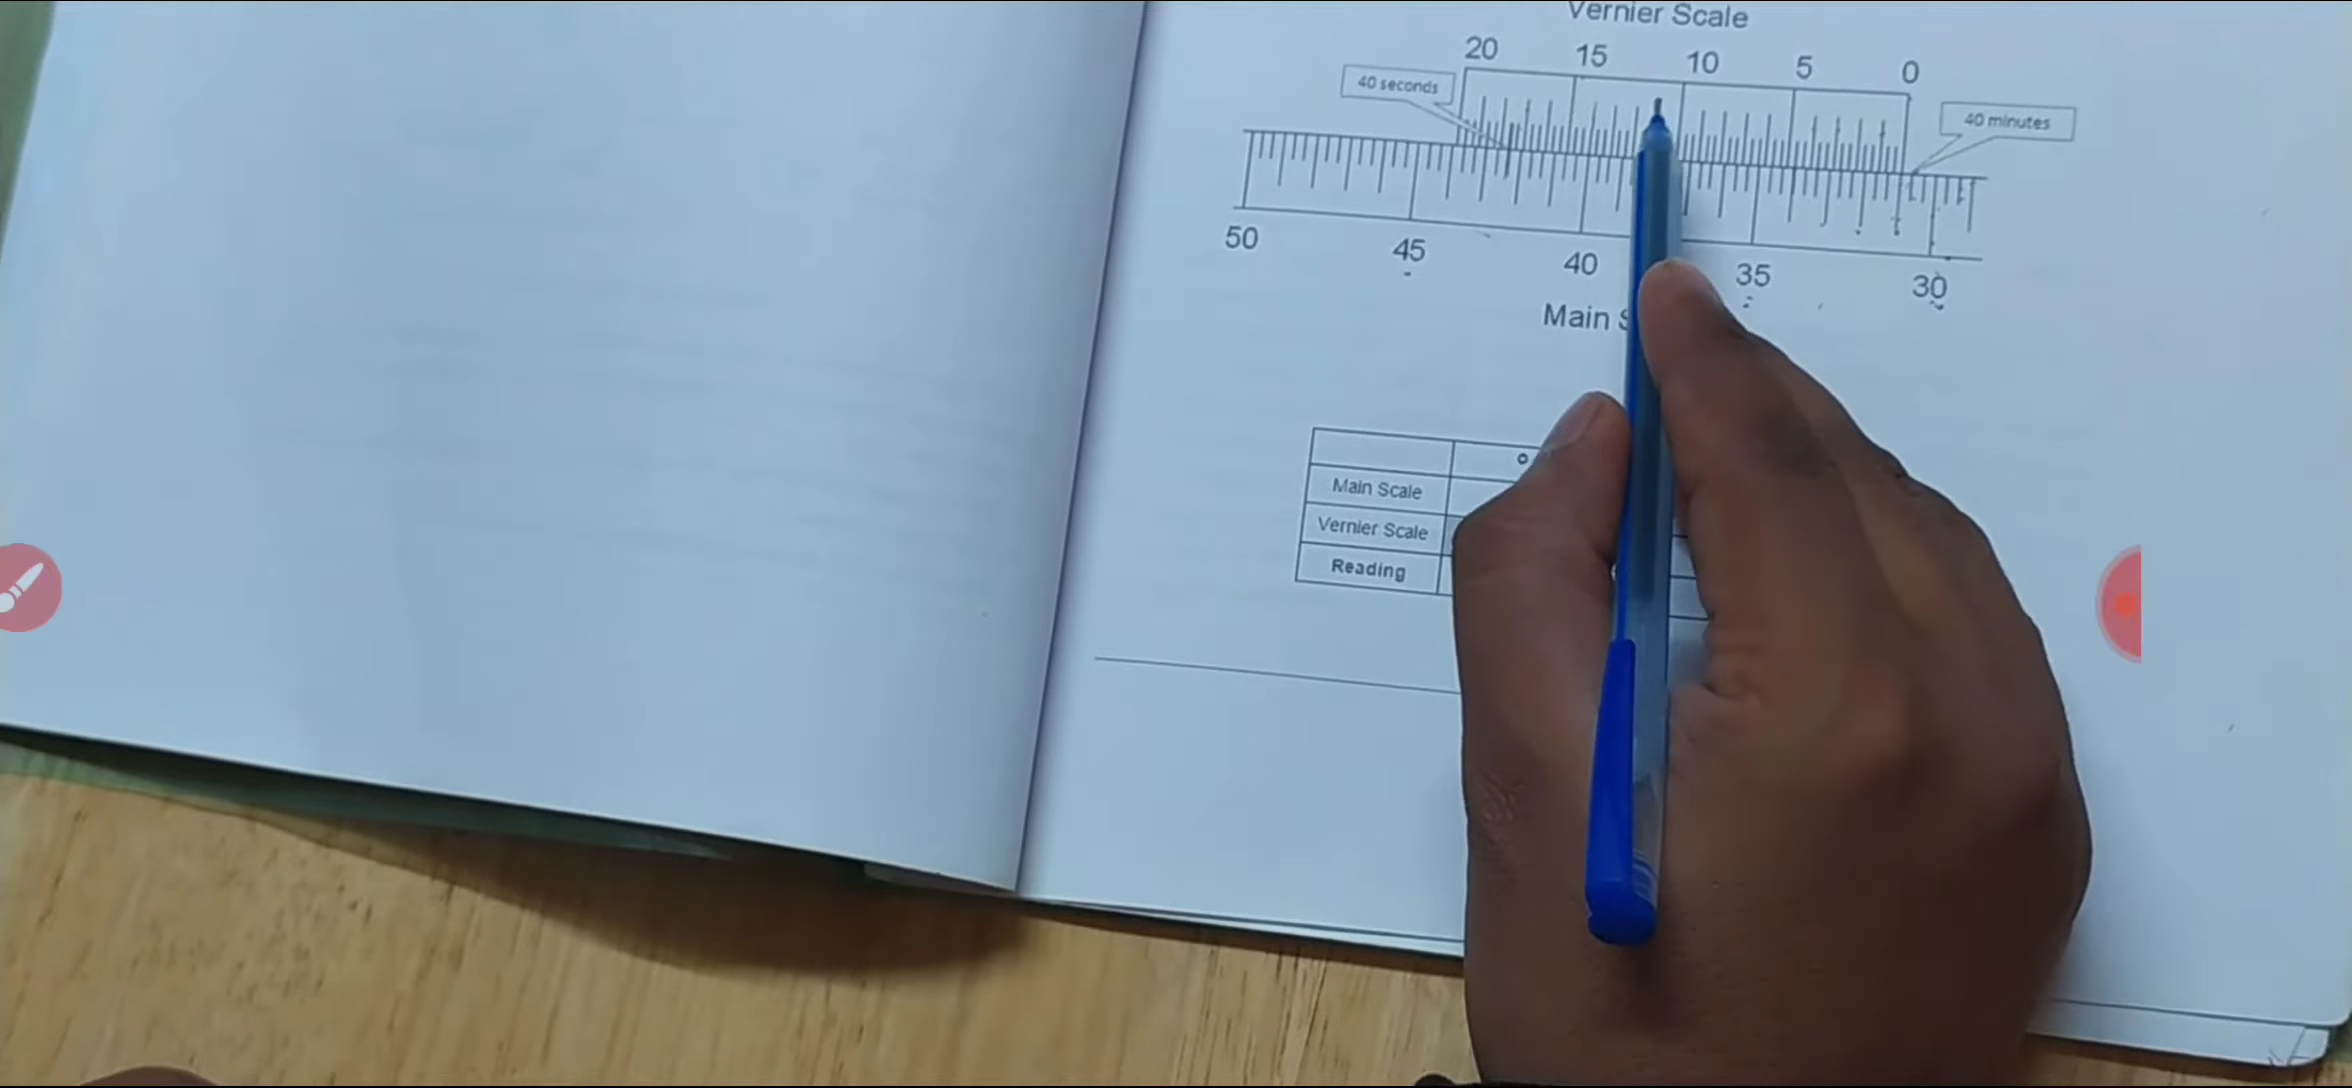 Vernier Scale
20 15 10 5 0
40 seconds
40 minutes
50 45 40 35 30
Main
o
Main Scale
Vernier Scale
Reading